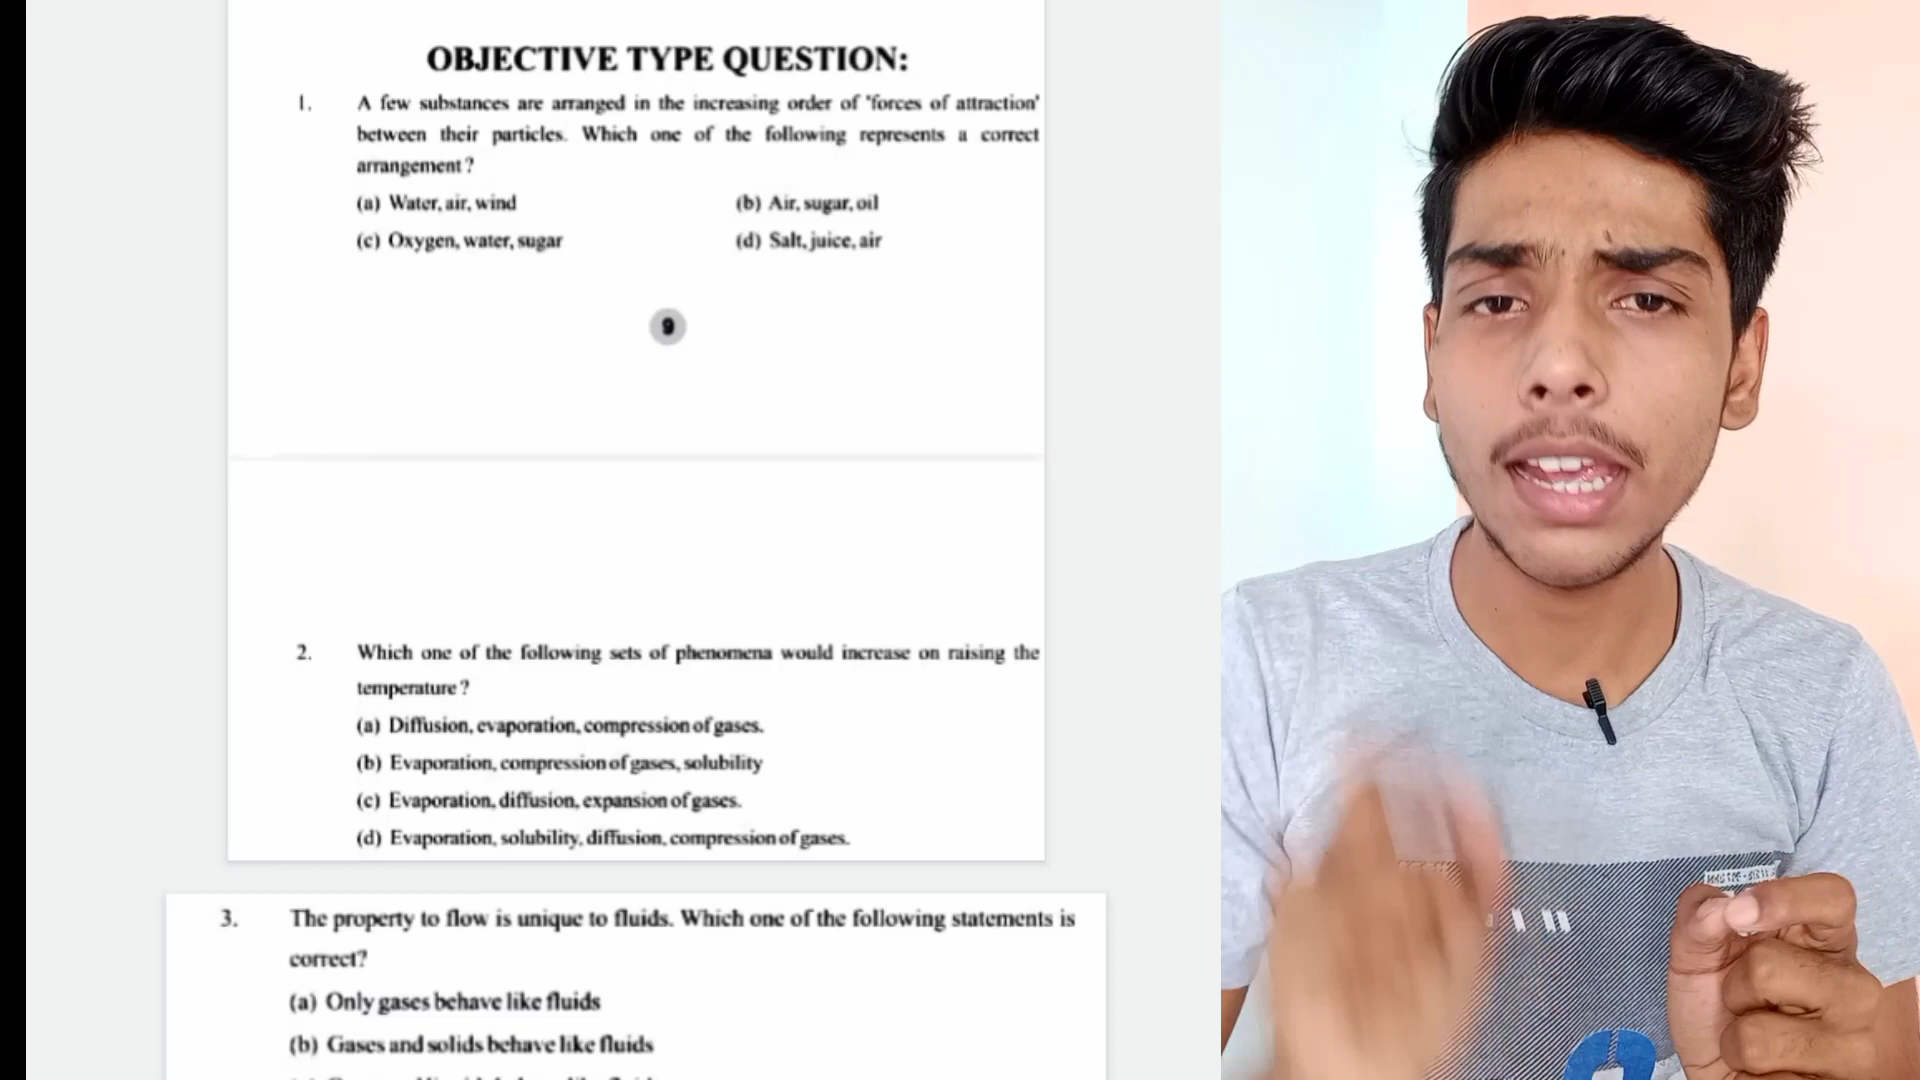 OBJECTIVE TYPE QUESTION:
1. A few substances are arranged in the increasing order of 'forces of attraction'
between their particles. Which one of the following represents a correct
arrangement ?
(a) Water, air, wind (b) Air, sugar, oil
(c) Oxygen, water, sugar (d) Salt, juice, air
9
2. Which one of the following sets of phenomena would increase on raising the
temperature ?
(a) Diffusion, evaporation, compression of gases.
(b) Evaporation, compression of gases, solubility
(c) Evaporation, diffusion, expansion of gases.
(d) Evaporation, solubility, diffusion, compression of gases.
3. The property to flow is unique to fluids. Which one of the following statements is
correct?
(a) Only gases behave like fluids
(b) Gases and solids behave like fluids